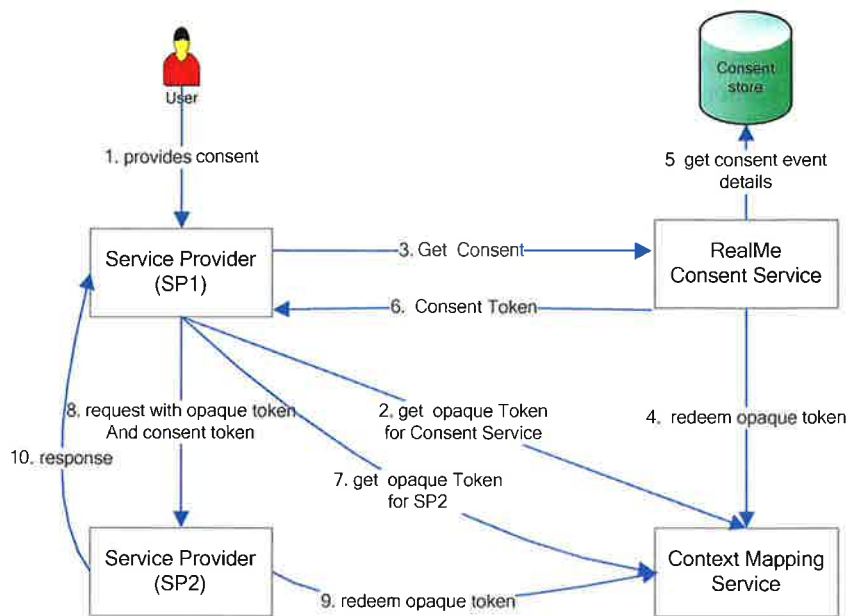 User
Consent
store
1. provides consent
5 get consent event
details
Service Provider
(SP1)
3. Get Consent
RealMe
Consent Service
6. Consent Token
8. request with opaque token
And consent token
2. get opaque Token
for Consent Service
4. redeem opaque token
10. response
7. get opaque Token
for SP2
Service Provider
(SP2)
Context Mapping
Service
9. redeem opaque token